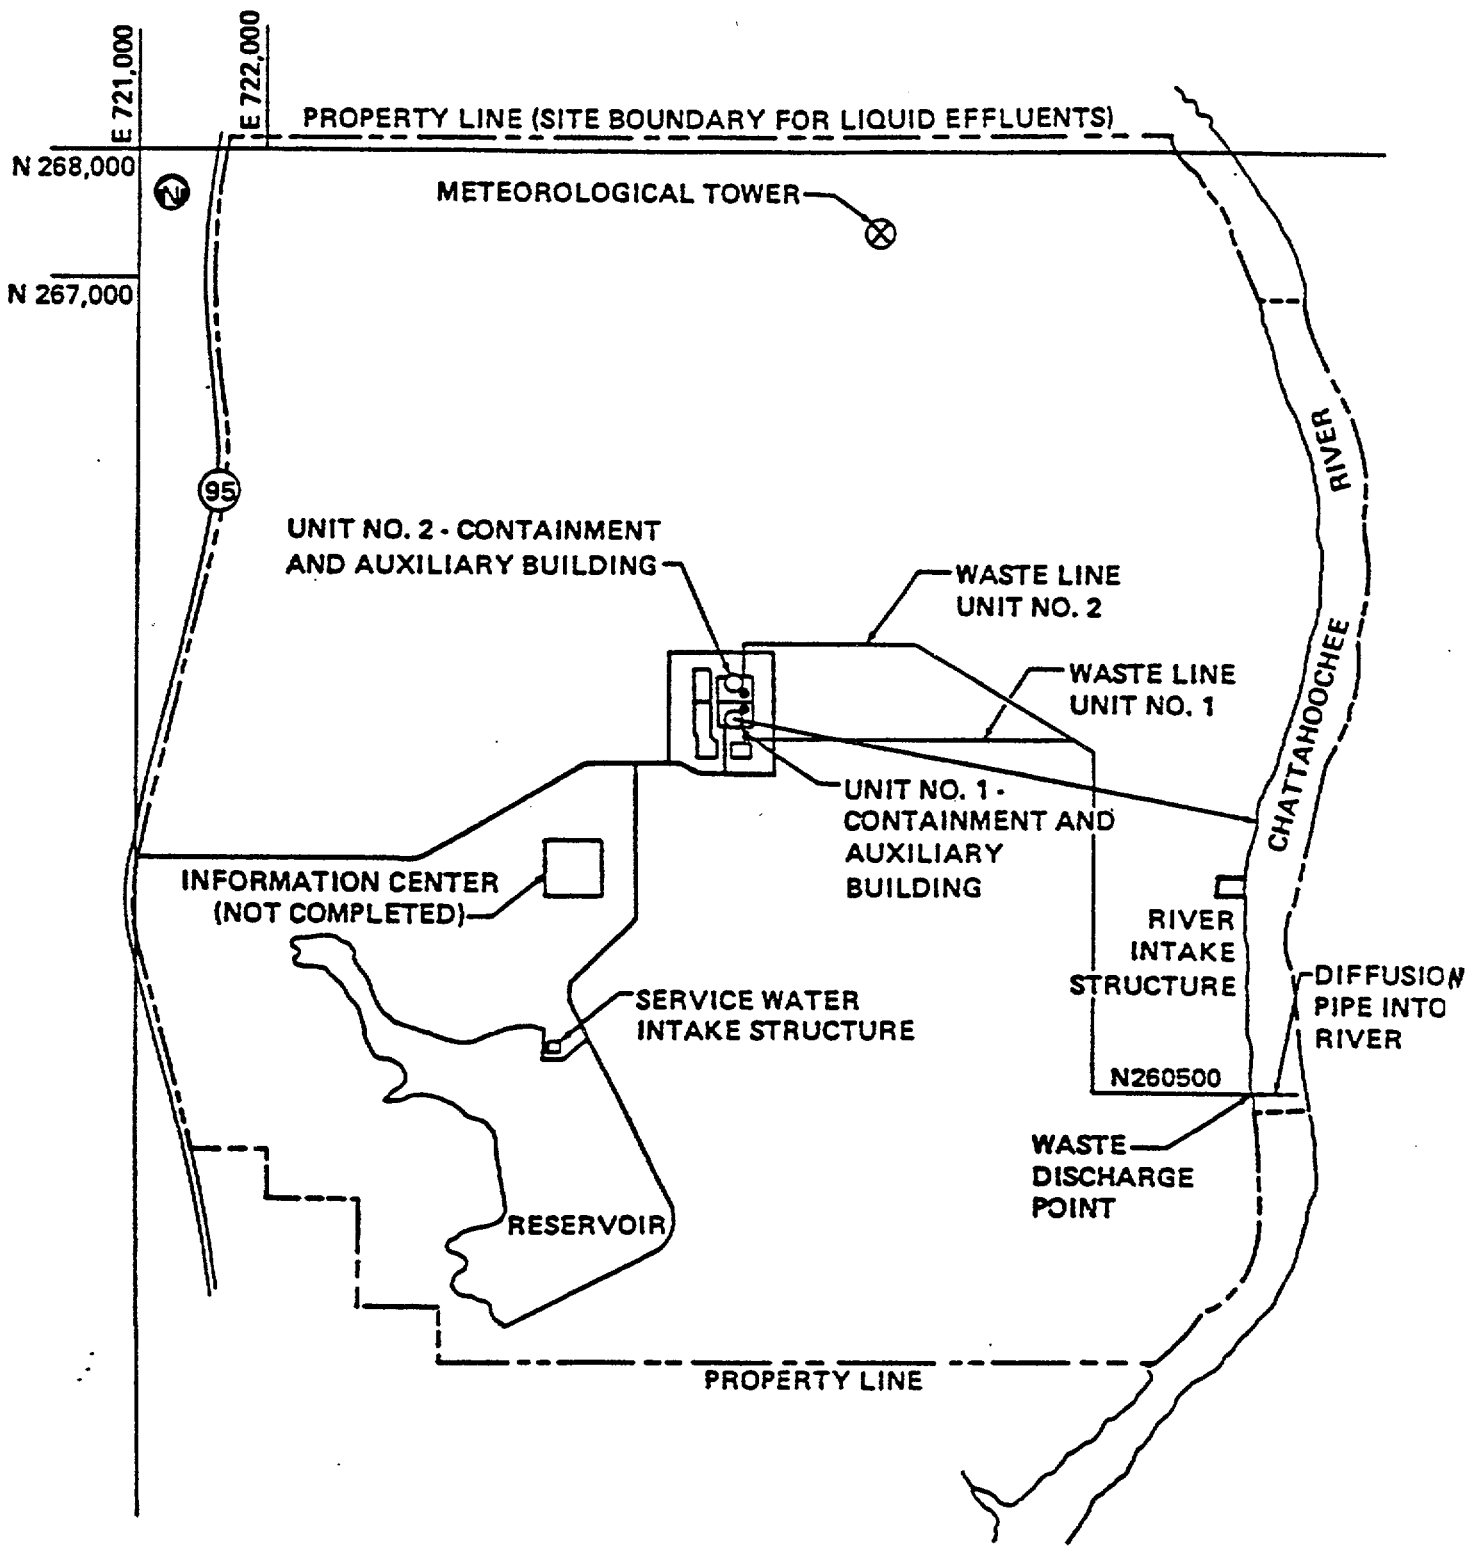 E 721,000
E 722,000
PROPERTY LINE (SITE BOUNDARY FOR LIQUID EFFLUENTS)
N 268,000
N
METEOROLOGICAL TOWER
N 267,000
RIVER
95
UNIT NO. 2 - CONTAINMENT
AND AUXILIARY BUILDING
WASTE LINE
UNIT NO. 2
WASTE LINE
UNIT NO. 1
CHATTAHOOCHEE
UNIT NO. 1 -
CONTAINMENT AND
AUXILIARY
BUILDING
INFORMATION CENTER
(NOT COMPLETED)
RIVER
INTAKE
STRUCTURE
DIFFUSION
PIPE INTO
RIVER
SERVICE WATER
INTAKE STRUCTURE
N260500
WASTE
DISCHARGE
POINT
RESERVOIR
PROPERTY LINE